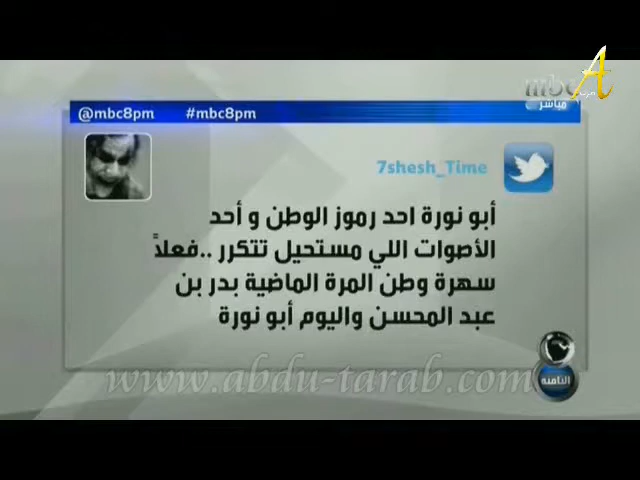 mbc
A
مباشر
@mbc8pm #mbc8pm
7shesh_Time
أبو نورة احد رموز الوطن و أحد
الأصوات اللي مستحيل تتكرر ..فعلاً
سهرة وطن المرة الماضية بدر بن
عبد المحسن واليوم أبو نورة
الثامنة
www.abdu-tarab.com